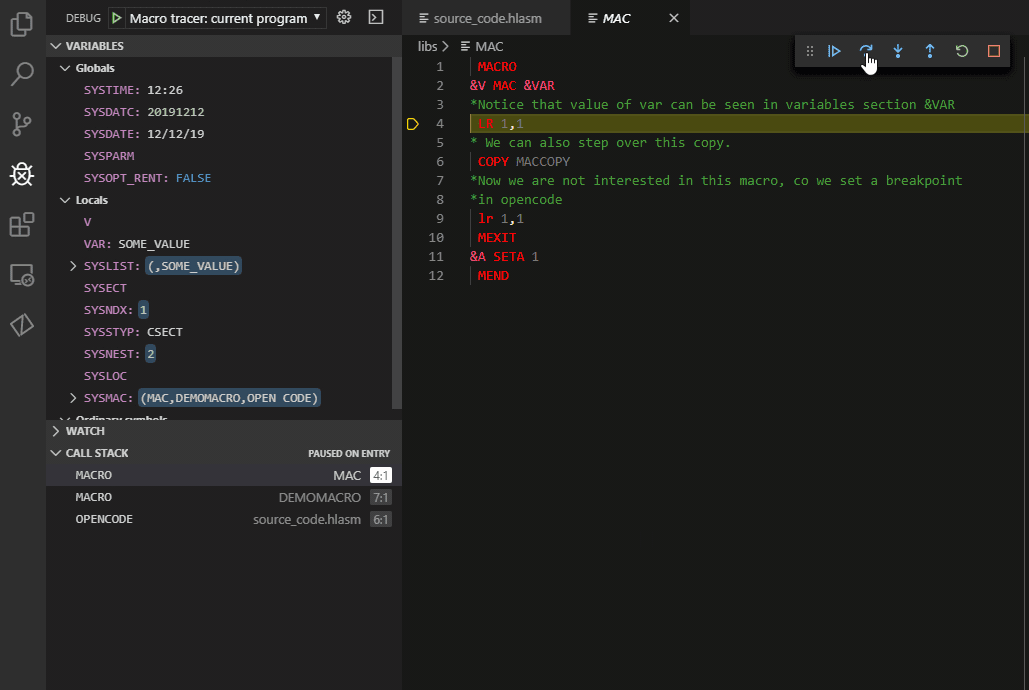 DEBUG Macro tracer: current program
source_code.hlasm
MAC
VARIABLES
Globals
SYSTIME: 12:26
SYSDATC: 20191212
SYSDATE: 12/12/19
SYSPARM
SYSOPT_RENT: FALSE
Locals
V
VAR: SOME_VALUE
SYSLIST: (,SOME_VALUE)
SYSECT
SYSNDX: 1
SYSSTYP: CSECT
SYSNEST: 2
SYSLOC
SYSMAC: (MAC,DEMOMACRO,OPEN CODE)
Ordinary symbols
WATCH
CALL STACK PAUSED ON ENTRY
MACRO MAC 4:1
MACRO DEMOMACRO 7:1
OPENCODE source_code.hlasm 6:1
libs > MAC
1 MACRO
2 &V MAC &VAR
3 *Notice that value of var can be seen in variables section &VAR
4 LR 1,1
5 * We can also step over this copy.
6 COPY MACCOPY
7 *Now we are not interested in this macro, co we set a breakpoint
8 *in opencode
9 lr 1,1
10 MEXIT
11 &A SETA 1
12 MEND